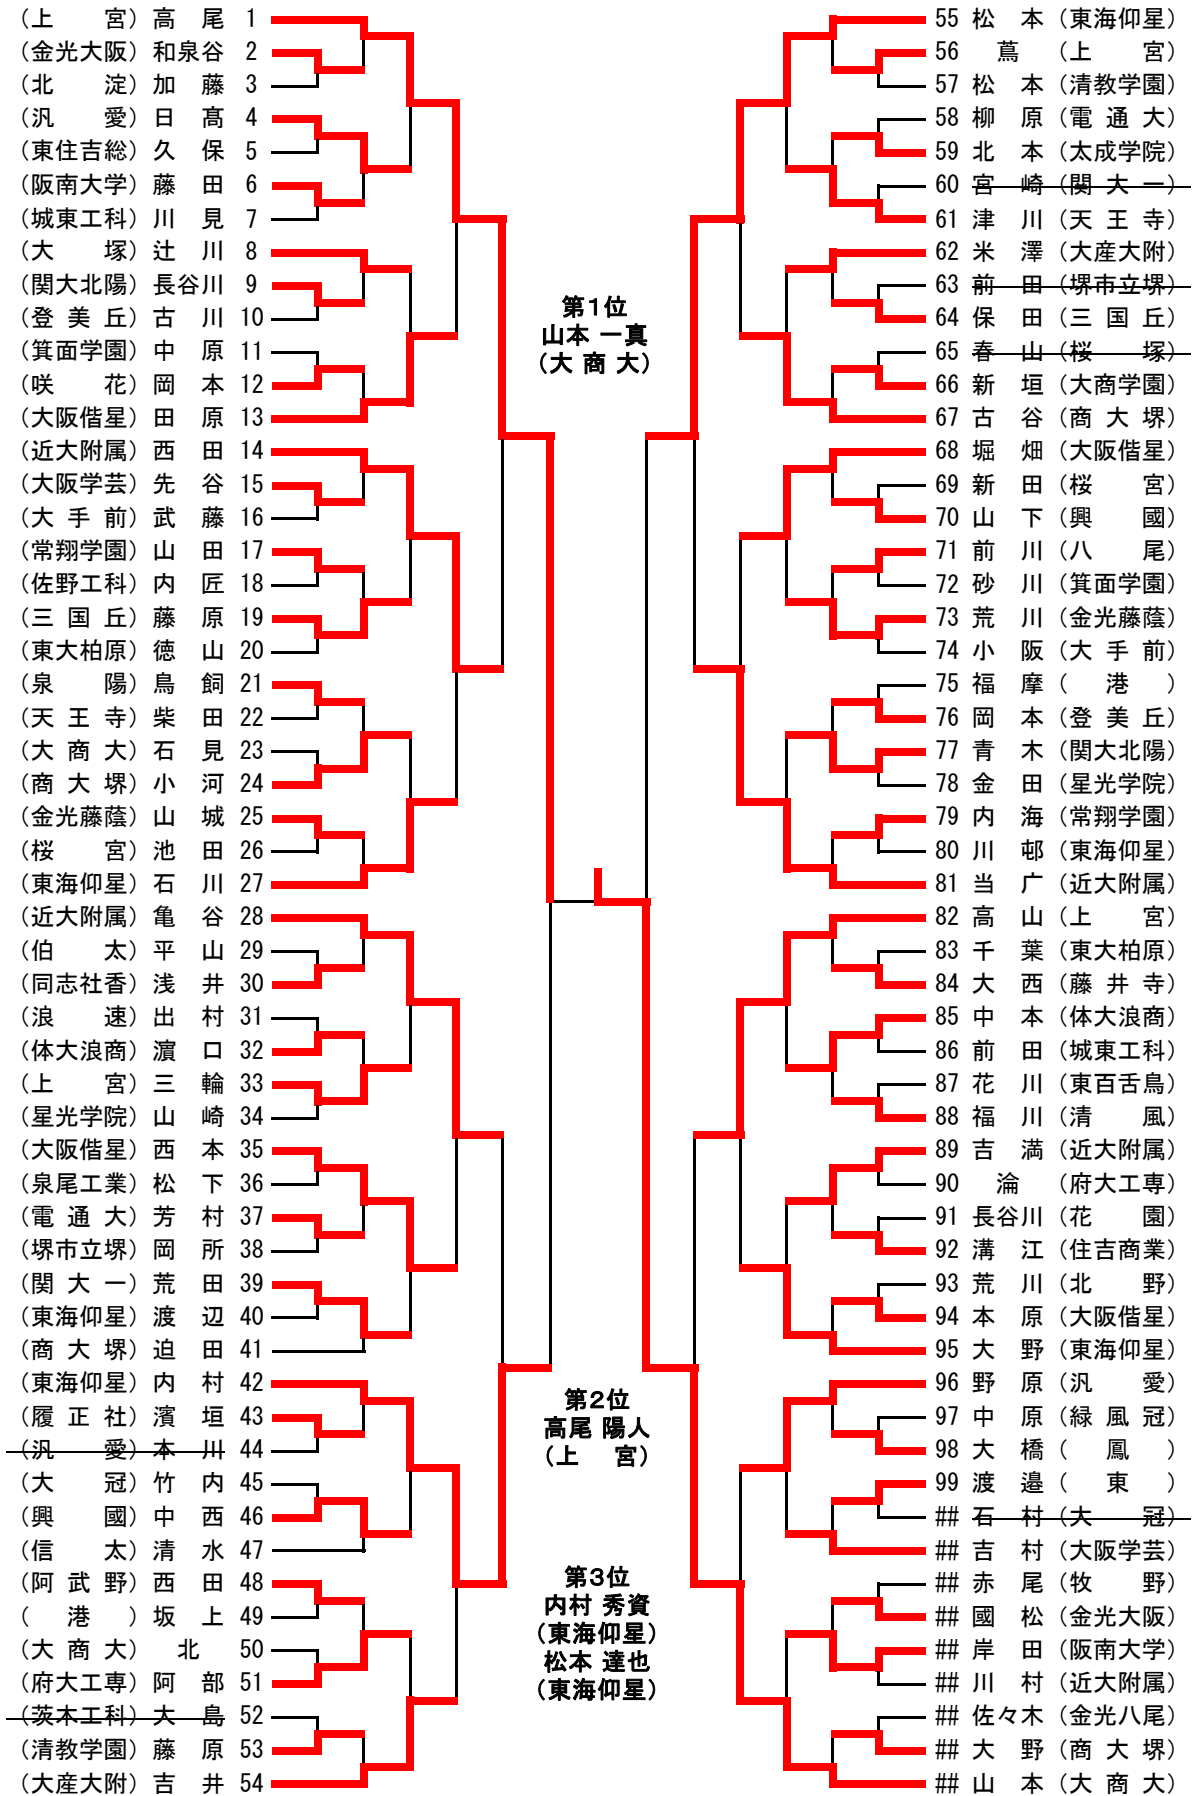 (上　宮) 高　尾 1
(金光大阪) 和泉谷 2
(北　淀) 加　藤 3
(汎　愛) 日　髙 4
(東住吉総) 久　保 5
(阪南大学) 藤　田 6
(城東工科) 川　見 7
(大　塚) 辻　川 8
(関大北陽) 長谷川 9
(登 美 丘) 古　川 10
(箕面学園) 中　原 11
(咲　花) 岡　本 12
(大阪偕星) 田　原 13
(近大附属) 西　田 14
(大阪学芸) 先　谷 15
(大 手 前) 武　藤 16
(常翔学園) 山　田 17
(佐野工科) 内　匠 18
(三 国 丘) 藤　原 19
(東大柏原) 徳　山 20
(泉　陽) 鳥　飼 21
(天 王 寺) 柴　田 22
(大 商 大) 石　見 23
(商 大 堺) 小　河 24
(金光藤蔭) 山　城 25
(桜　宮) 池　田 26
(東海仰星) 石　川 27
(近大附属) 亀　谷 28
(伯　太) 平　山 29
(同志社香) 浅　井 30
(浪　速) 出　村 31
(体大浪商) 濵　口 32
(上　宮) 三　輪 33
(星光学院) 山　崎 34
(大阪偕星) 西　本 35
(泉尾工業) 松　下 36
(電 通 大) 芳　村 37
(堺市立堺) 岡　所 38
(関 大 一) 荒　田 39
(東海仰星) 渡　辺 40
(商 大 堺) 迫　田 41
(東海仰星) 内　村 42
(履 正 社) 濱　垣 43
(汎　愛) 本　川 44
(大　冠) 竹　内 45
(興　國) 中　西 46
(信　太) 清　水 47
(阿 武 野) 西　田 48
(　港　) 坂　上 49
(大 商 大) 北 50
(府大工専) 阿　部 51
(茨木工科) 大　島 52
(清教学園) 藤　原 53
(大産大附) 吉　井 54
第1位
山本 一真
(大 商 大)
第2位
高尾 陽人
(上　宮)
第3位
内村 秀資
(東海仰星)
松本 達也
(東海仰星)
55 松　本 (東海仰星)
56 蔦 (上　宮)
57 松　本 (清教学園)
58 柳　原 (電 通 大)
59 北　本 (太成学院)
60 宮　崎 (関 大 一)
61 津　川 (天 王 寺)
62 米　澤 (大産大附)
63 前　田 (堺市立堺)
64 保　田 (三 国 丘)
65 春　山 (桜　塚)
66 新　垣 (大商学園)
67 古　谷 (商 大 堺)
68 堀　畑 (大阪偕星)
69 新　田 (桜　宮)
70 山　下 (興　國)
71 前　川 (八　尾)
72 砂　川 (箕面学園)
73 荒　川 (金光藤蔭)
74 小　阪 (大 手 前)
75 福　摩 (　港　)
76 岡　本 (登 美 丘)
77 青　木 (関大北陽)
78 金　田 (星光学院)
79 内　海 (常翔学園)
80 川　邨 (東海仰星)
81 当　广 (近大附属)
82 高　山 (上　宮)
83 千　葉 (東大柏原)
84 大　西 (藤 井 寺)
85 中　本 (体大浪商)
86 前　田 (城東工科)
87 花　川 (東百舌鳥)
88 福　川 (清　風)
89 吉　満 (近大附属)
90 淪 (府大工専)
91 長谷川 (花　園)
92 溝　江 (住吉商業)
93 荒　川 (北　野)
94 本　原 (大阪偕星)
95 大　野 (東海仰星)
96 野　原 (汎　愛)
97 中　原 (緑 風 冠)
98 大　橋 (　鳳　)
99 渡　邉 (　東　)
## 石　村 (大　冠)
## 吉　村 (大阪学芸)
## 赤　尾 (牧　野)
## 國　松 (金光大阪)
## 岸　田 (阪南大学)
## 川　村 (近大附属)
## 佐々木 (金光八尾)
## 大　野 (商 大 堺)
## 山　本 (大 商 大)